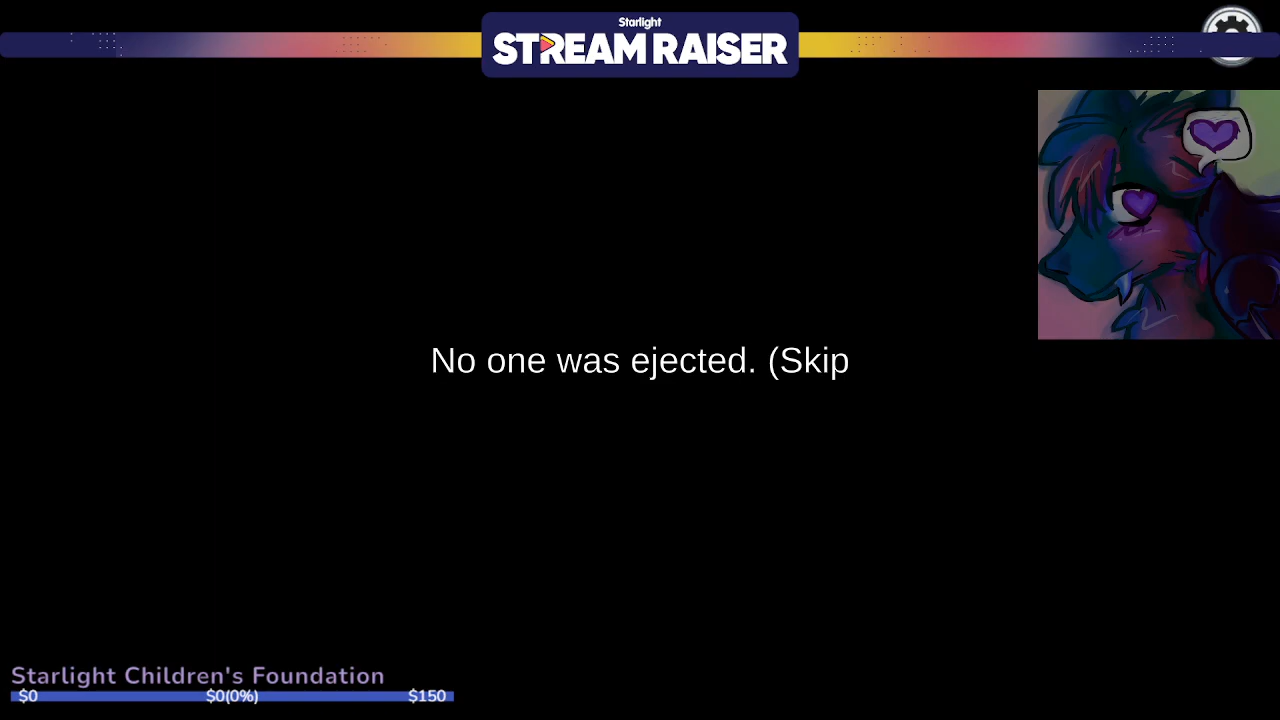 Starlight
STREAM RAISER
No one was ejected. (Skip
Starlight Children's Foundation
$0 $0(0%) $150